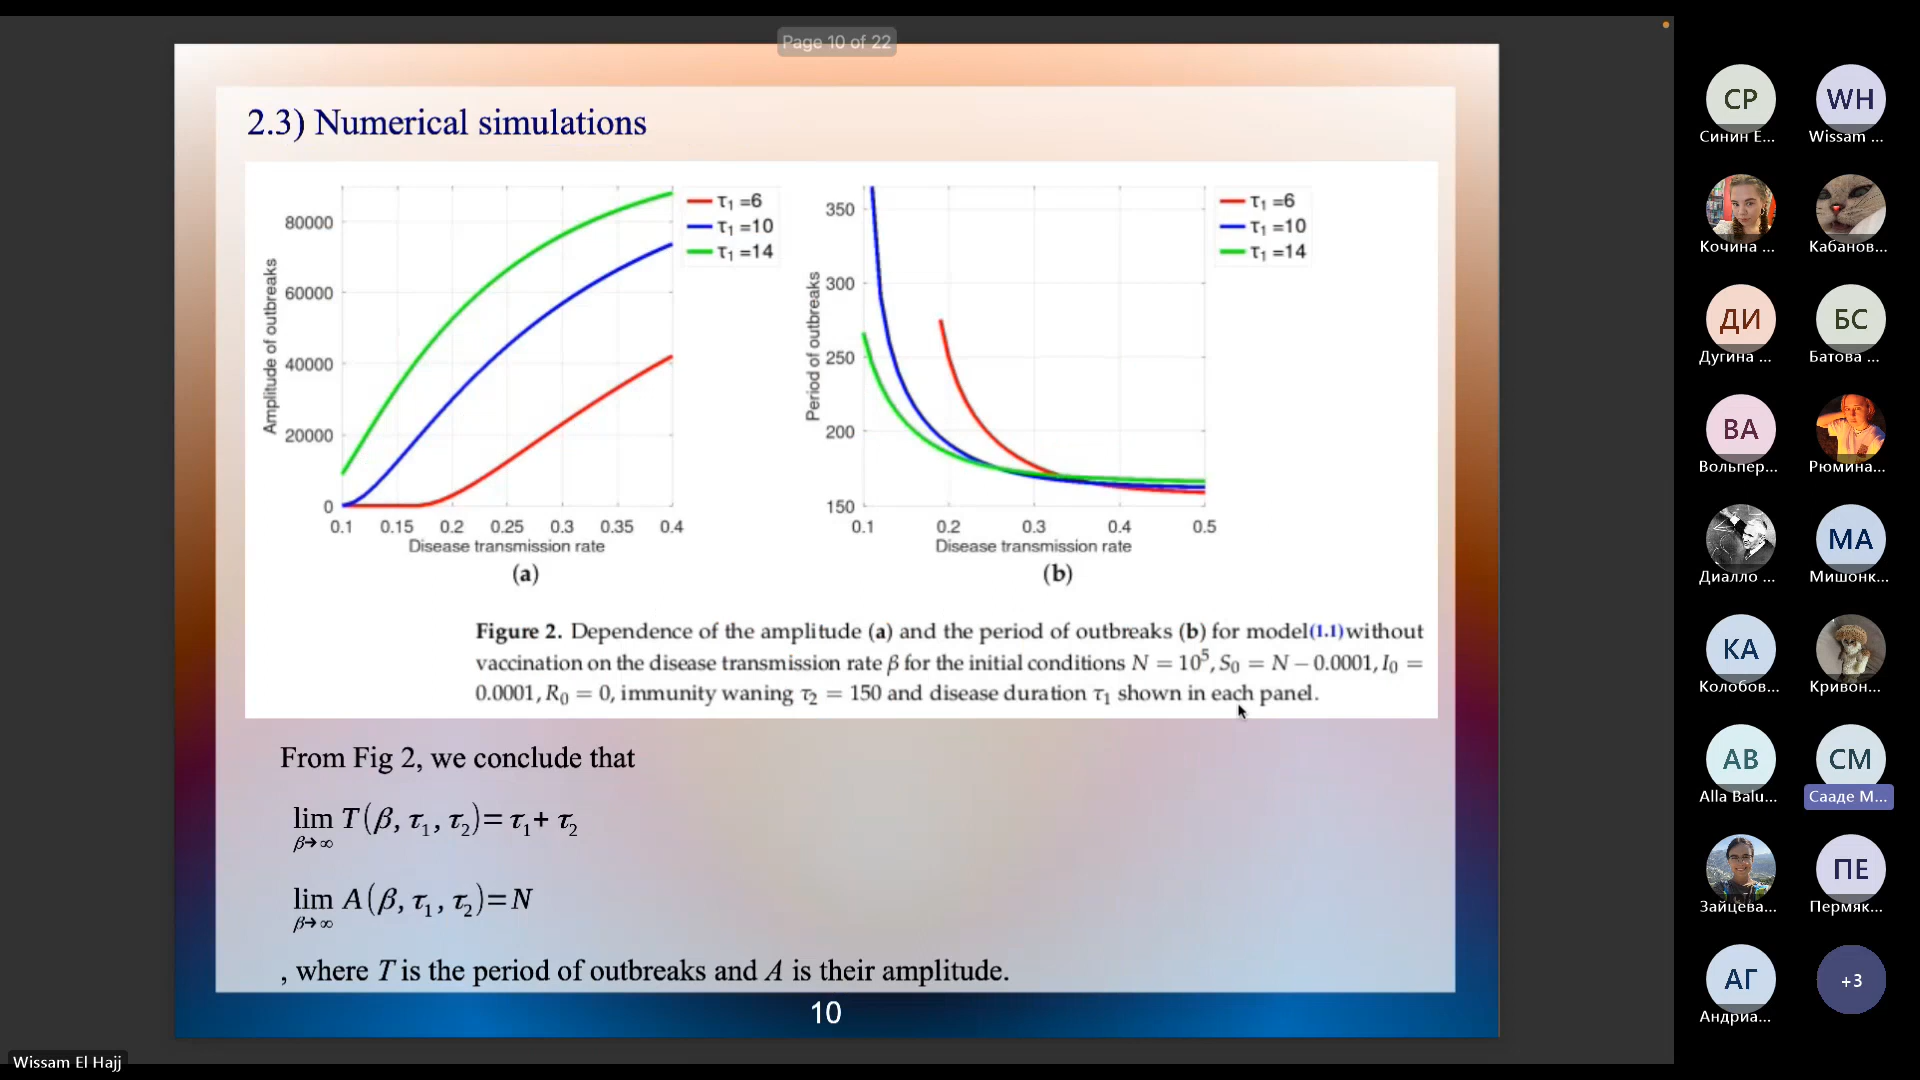 Page 10 of 22
2.3) Numerical simulations
Amplitude of outbreaks
80000
60000
40000
20000
0
0.1 0.15 0.2 0.25 0.3 0.35 0.4
Disease transmission rate
(a)
τ₁ =6
τ₁ =10
τ₁ =14
Period of outbreaks
350
300
250
200
150
0.1 0.2 0.3 0.4 0.5
Disease transmission rate
(b)
τ₁ =6
τ₁ =10
τ₁ =14
Figure 2. Dependence of the amplitude (a) and the period of outbreaks (b) for model(1.1)without
vaccination on the disease transmission rate β for the initial conditions N = 10⁵, S₀ = N − 0.0001, I₀ =
0.0001, R₀ = 0, immunity waning τ₂ = 150 and disease duration τ₁ shown in each panel.
From Fig 2, we conclude that
lim T(β, τ₁, τ₂)= τ₁+ τ₂
β→∞
lim A(β, τ₁, τ₂)=N
β→∞
, where T is the period of outbreaks and A is their amplitude.
10
Wissam El Hajj
СР WH
Синин Е... Wissam ...
Кочина ... Кабанов...
ДИ БС
Дугина ... Батова ...
ВА
Вольпер... Рюмина...
МА
Диалло ... Мишонк...
КА
Колобов... Кривон...
AB СМ
Alla Balu... Сааде М...
ПЕ
Зайцева... Пермяк...
АГ +3
Андриа...